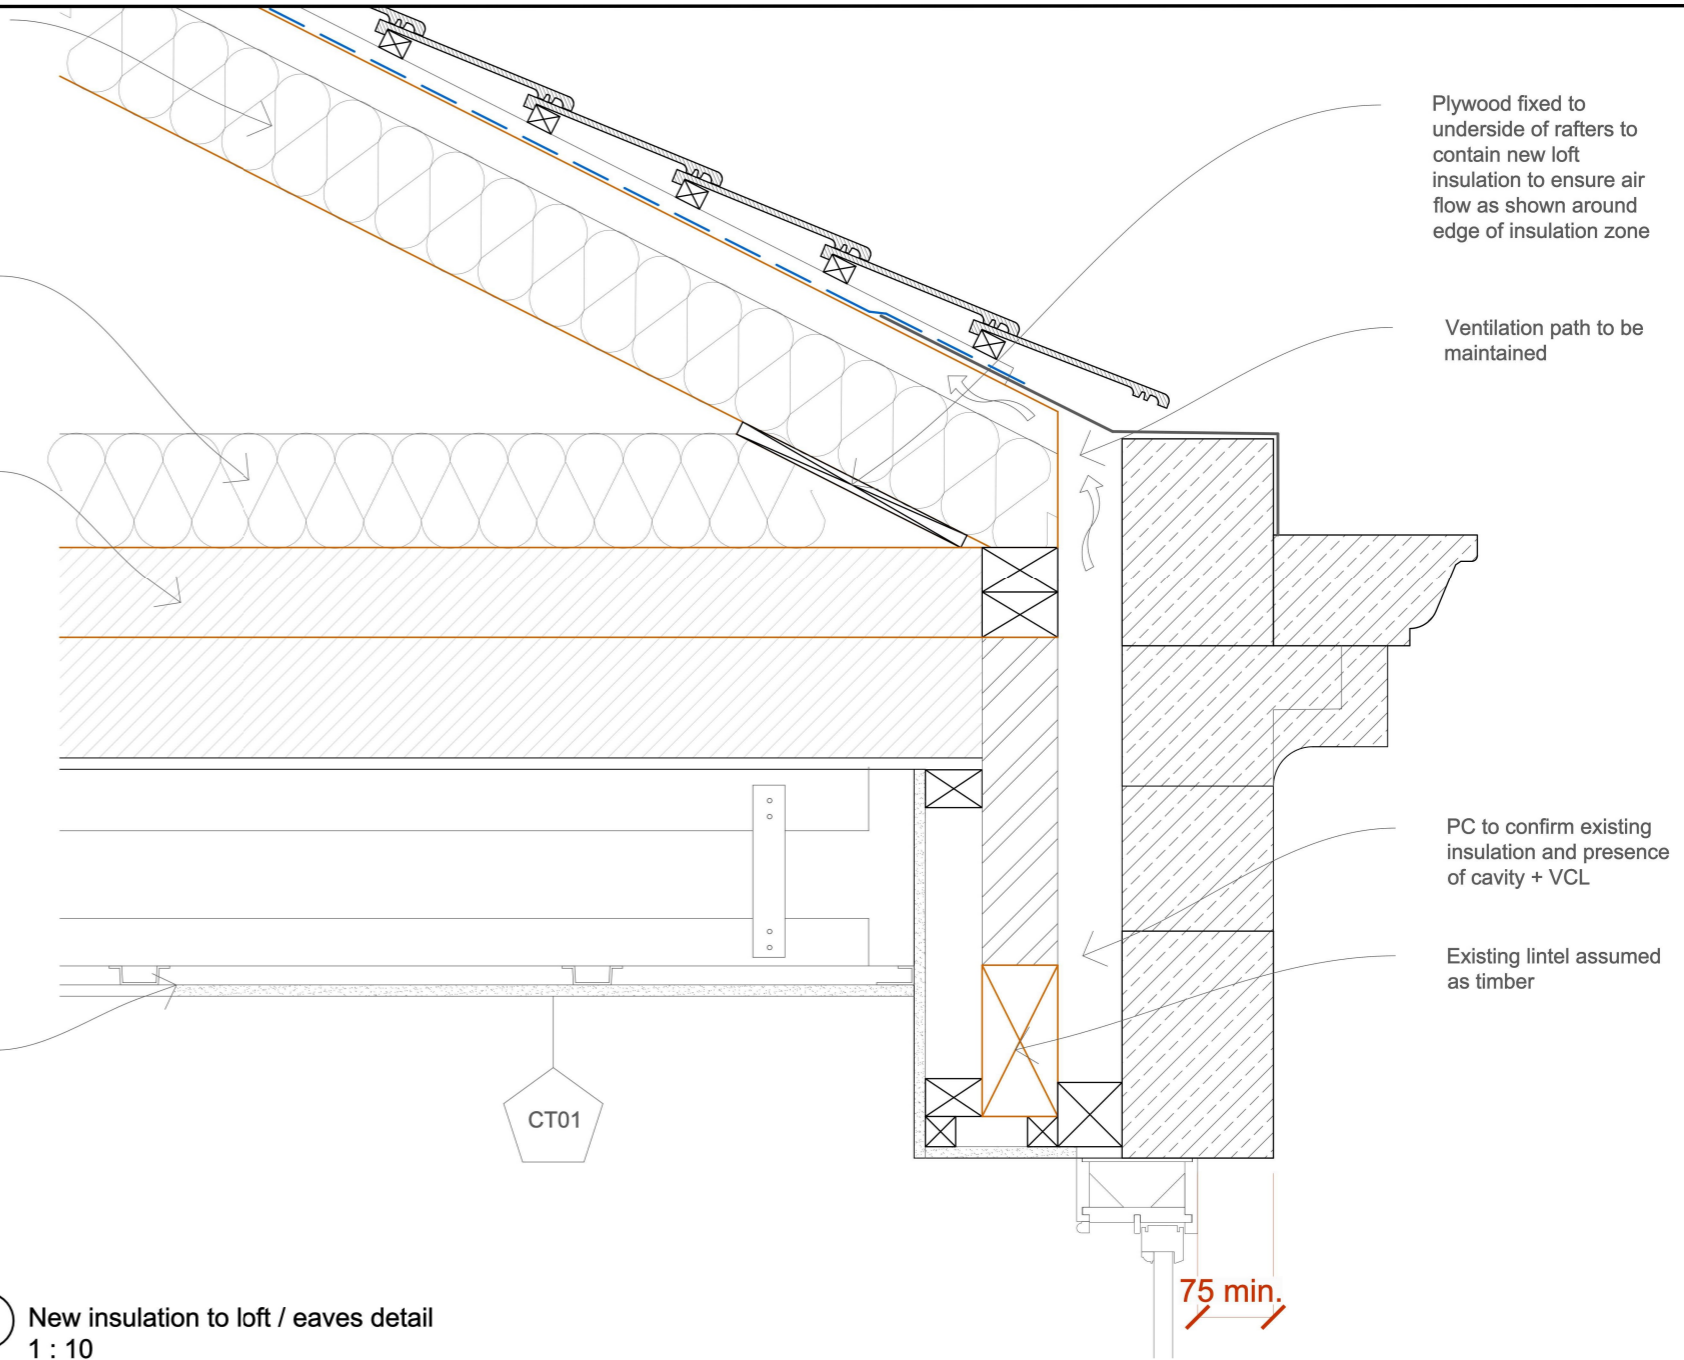 Plywood fixed to
underside of rafters to
contain new loft
insulation to ensure air
flow as shown around
edge of insulation zone
Ventilation path to be
maintained
PC to confirm existing
insulation and presence
of cavity + VCL
Existing lintel assumed
as timber
CT01
75 min.
New insulation to loft / eaves detail
1 : 10